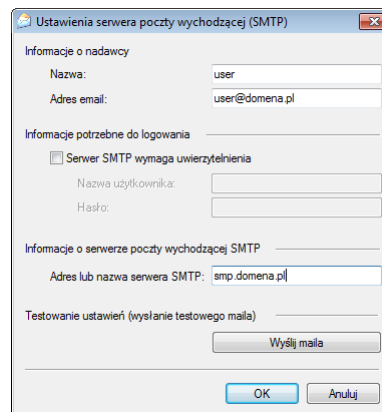 Ustawienia serwera poczty wychodzącej (SMTP)
Informacje o nadawcy
Nazwa: user
Adres email: user@domena.pl
Informacje potrzebne do logowania
Serwer SMTP wymaga uwierzytelnienia
Nazwa użytkownika:
Hasło:
Informacje o serwerze poczty wychodzącej SMTP
Adres lub nazwa serwera SMTP: smp.domena.pl
Testowanie ustawień (wysłanie testowego maila)
Wyślij maila
OK Anuluj